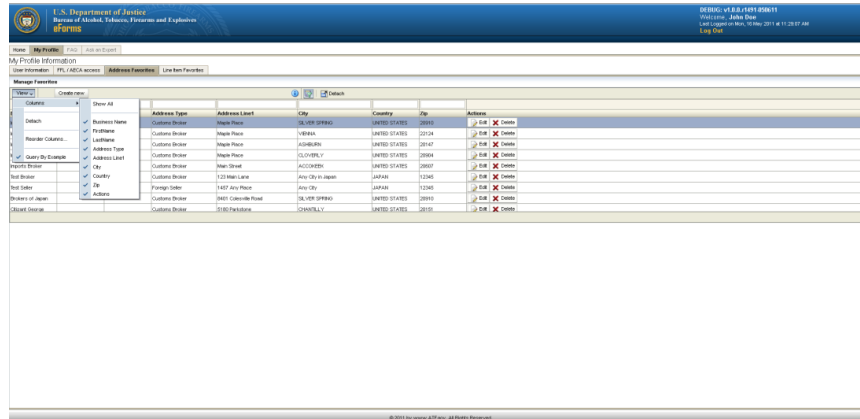 U.S. Department of Justice
Bureau of Alcohol, Tobacco, Firearms and Explosives
eForms
DEBUG: v1.0.0.r1491-050611
Welcome, John Doe
Last Logged on Mon, 16 May 2011 at 11:29:07 AM
Log Out
Home My Profile FAQ Ask an Expert
My Profile Information
User Information FFL / AECA access Address Favorites Line Item Favorites
Manage Favorites
View Create new Detach
Columns
Detach
Reorder Columns...
Query By Example
Show All
Business Name
FirstName
LastName
Address Type
Address Line1
City
Country
Zip
Actions
Address Type Address Line1 City Country Zip Actions
Customs Broker Maple Place SILVER SPRING UNITED STATES 20910 Edit Delete
Customs Broker Maple Place VIENNA UNITED STATES 22124 Edit Delete
Customs Broker Maple Place ASHBURN UNITED STATES 20147 Edit Delete
Customs Broker Maple Place CLOVERLY UNITED STATES 20904 Edit Delete
Imports Broker Customs Broker Main Street ACCOKEEK UNITED STATES 20607 Edit Delete
Test Broker Customs Broker 123 Main Lane Any City in Japan JAPAN 12345 Edit Delete
Test Seller Foreign Seller 1457 Any Place Any City JAPAN 12345 Edit Delete
Brokers of Japan Customs Broker 8401 Colesville Road SILVER SPRING UNITED STATES 20910 Edit Delete
Citizen George Customs Broker 5180 Parkstone CHANTILLY UNITED STATES 20151 Edit Delete